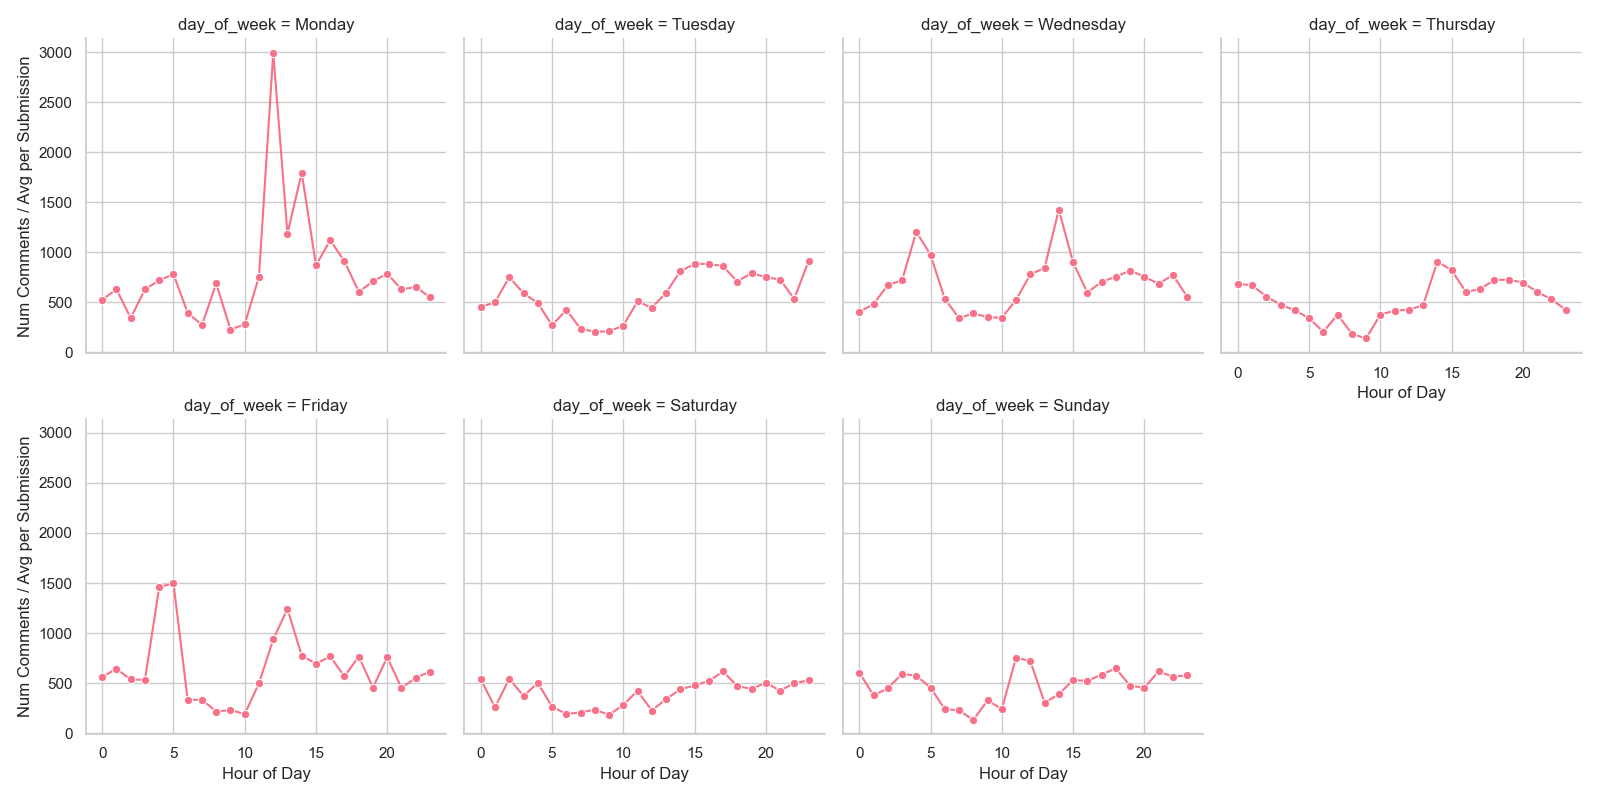 day_of_week = Monday
day_of_week = Tuesday
day_of_week = Wednesday
day_of_week = Thursday
Num Comments / Avg per Submission
3000
2500
2000
1500
1000
500
0
0 5 10 15 20
Hour of Day
day_of_week = Friday
day_of_week = Saturday
day_of_week = Sunday
Num Comments / Avg per Submission
3000
2500
2000
1500
1000
500
0
0 5 10 15 20
Hour of Day
0 5 10 15 20
Hour of Day
0 5 10 15 20
Hour of Day